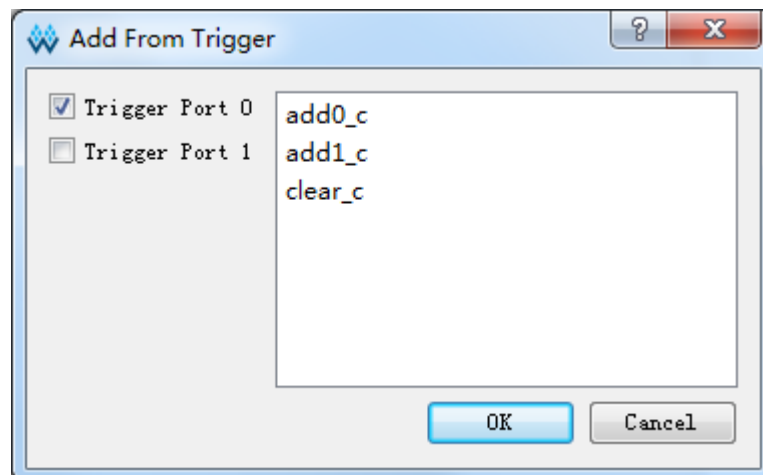 Add From Trigger
Trigger Port 0
Trigger Port 1
add0_c
add1_c
clear_c
OK
Cancel